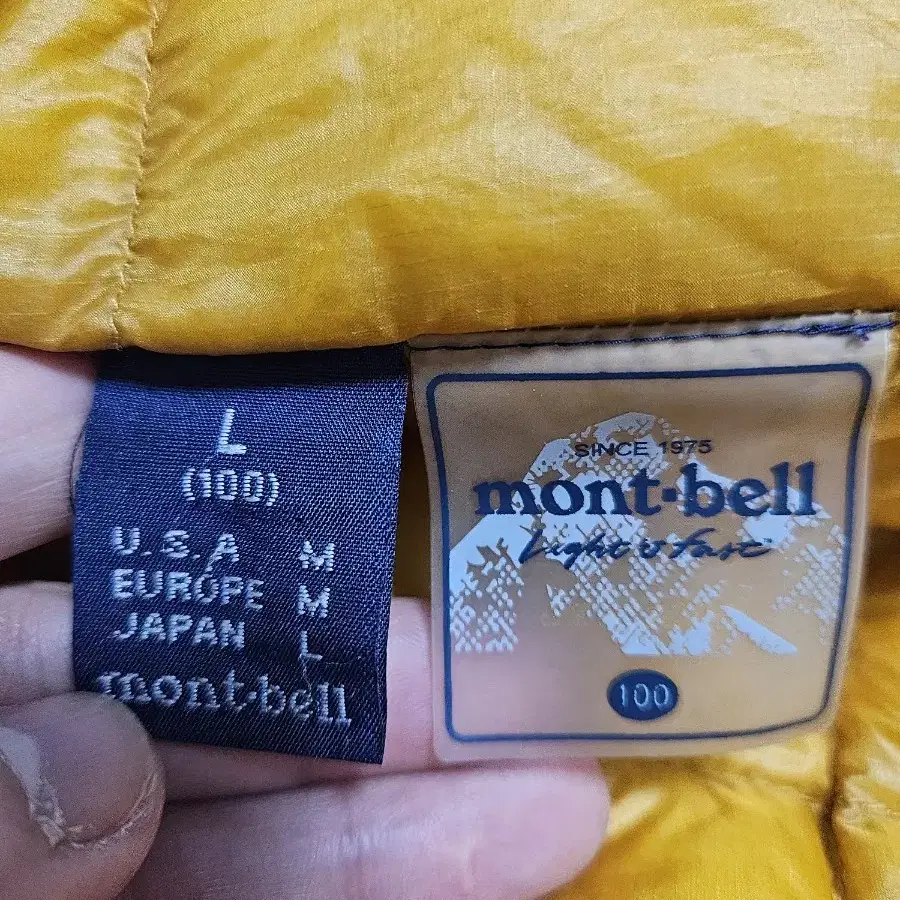 L
(100)
U.S.A M
EUROPE M
JAPAN L
mont-bell
SINCE 1975
mont-bell
Light & Fast
100